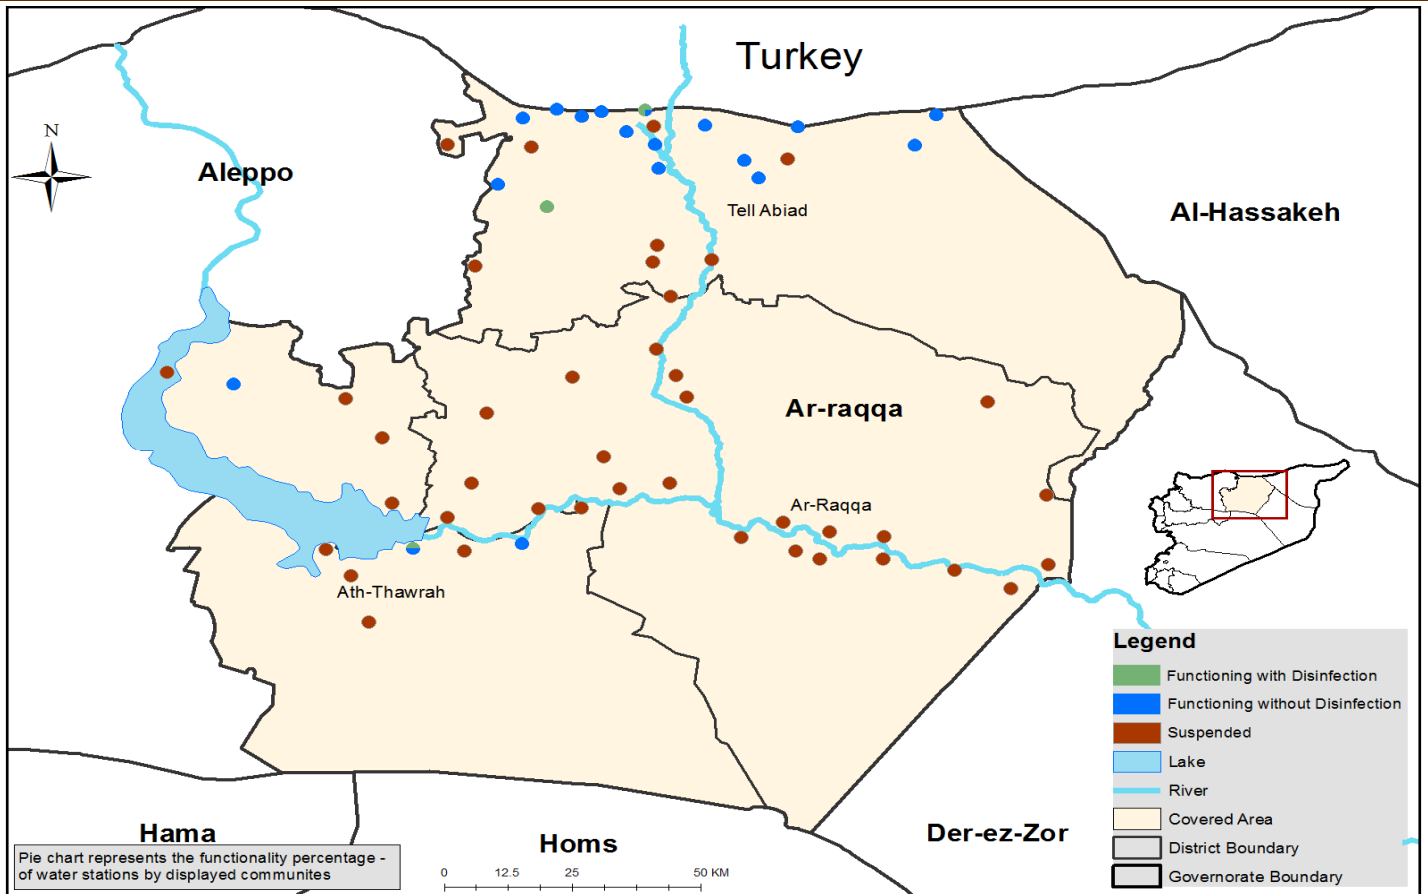 Turkey
N
Aleppo
Tell Abiad
Al-Hassakeh
Ar-raqqa
Ar-Raqqa
Ath-Thawrah
Legend
Functioning with Disinfection
Functioning without Disinfection
Suspended
Lake
River
Covered Area
District Boundary
Governorate Boundary
Hama
Homs
Der-ez-Zor
Pie chart represents the functionality percentage -
of water stations by displayed communites
0 12.5 25 50 KM